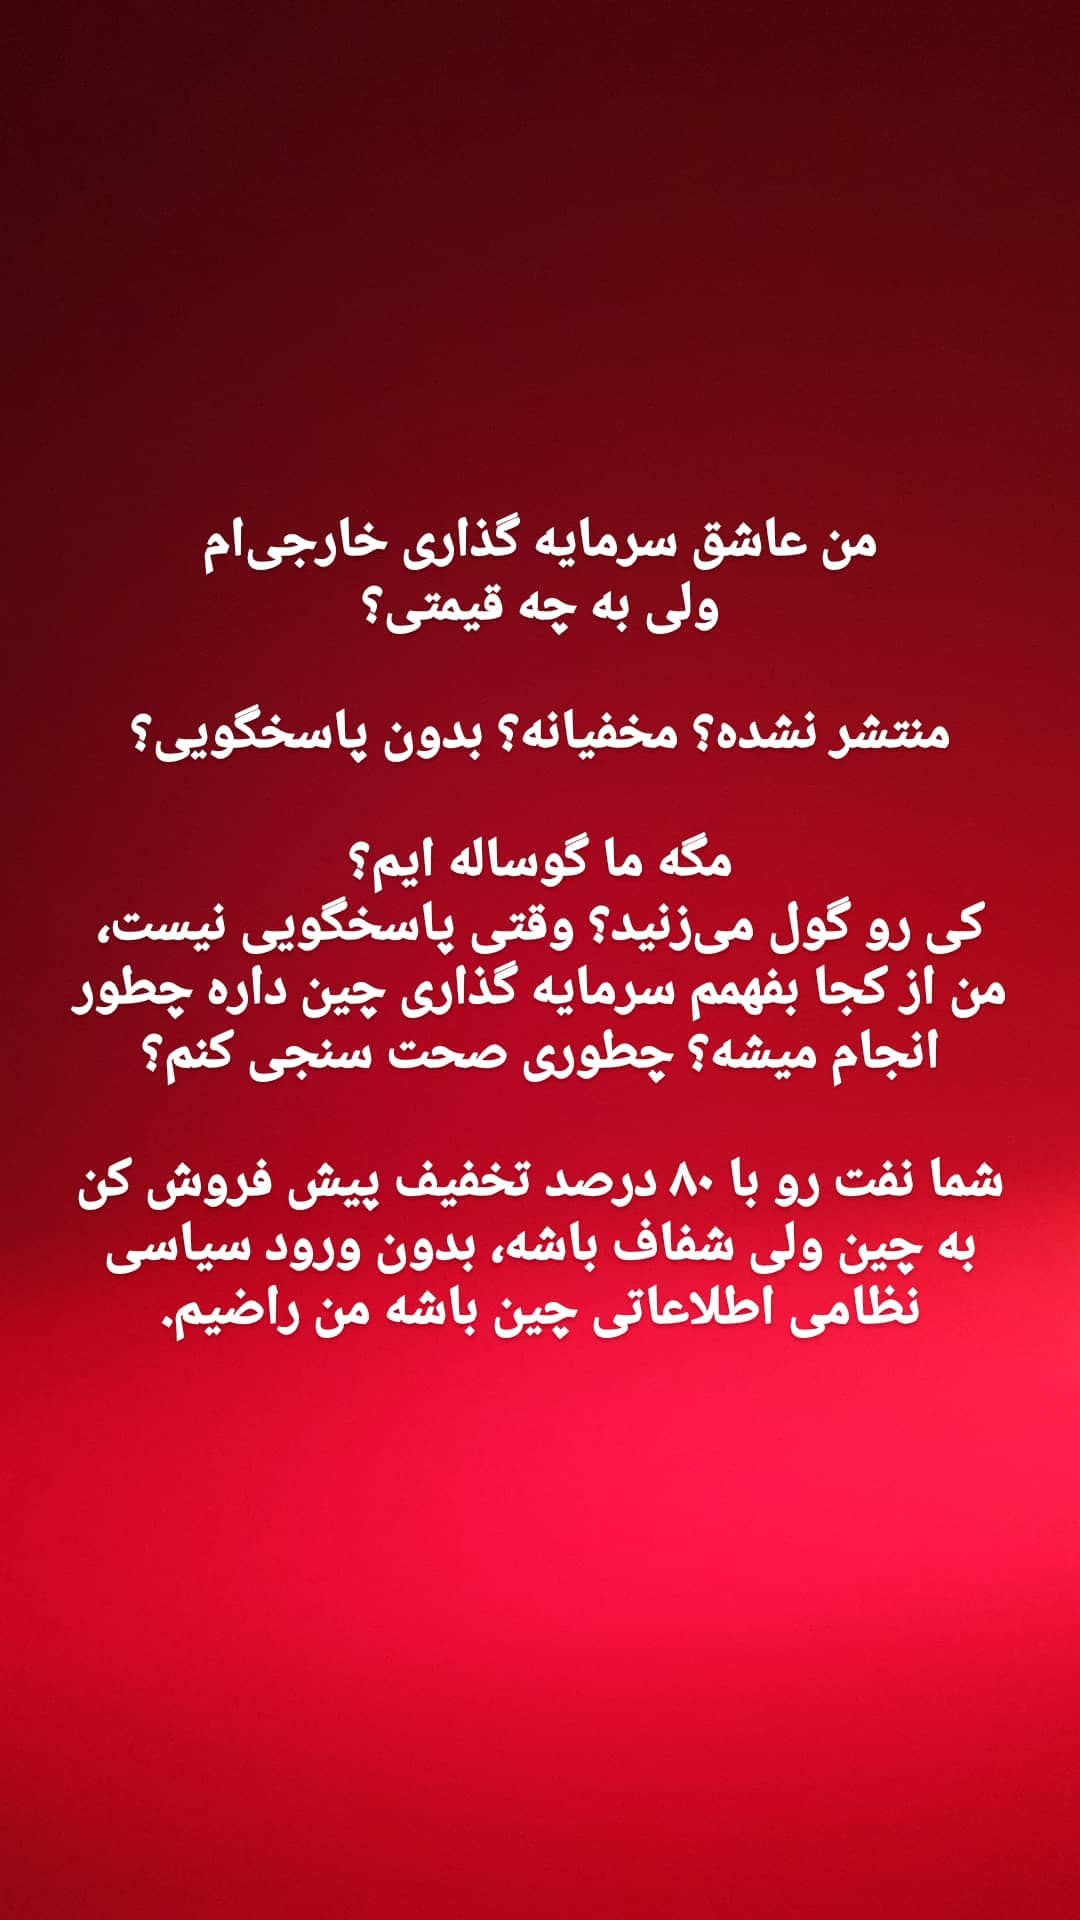 من عاشق سرمایه گذاری خارجی‌ام
ولی به چه قیمتی؟
منتشر نشده؟ مخفیانه؟ بدون پاسخگویی؟
مگه ما گوساله ایم؟
کی رو گول می‌زنید؟ وقتی پاسخگویی نیست،
من از کجا بفهمم سرمایه گذاری چین داره چطور
انجام میشه؟ چطوری صحت سنجی کنم؟
شما نفت رو با ۸۰ درصد تخفیف پیش فروش کن
به چین ولی شفاف باشه، بدون ورود سیاسی
نظامی اطلاعاتی چین باشه من راضیم.